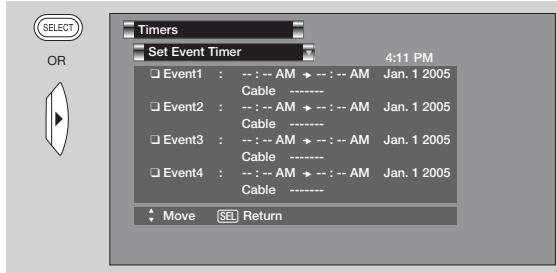 SELECT
OR
Timers
Set Event Timer
4:11 PM
❑ Event1 : -- : -- AM ➔ -- : -- AM Jan. 1 2005
Cable -------
❑ Event2 : -- : -- AM ➔ -- : -- AM Jan. 1 2005
Cable -------
❑ Event3 : -- : -- AM ➔ -- : -- AM Jan. 1 2005
Cable -------
❑ Event4 : -- : -- AM ➔ -- : -- AM Jan. 1 2005
Cable -------
Move SEL Return